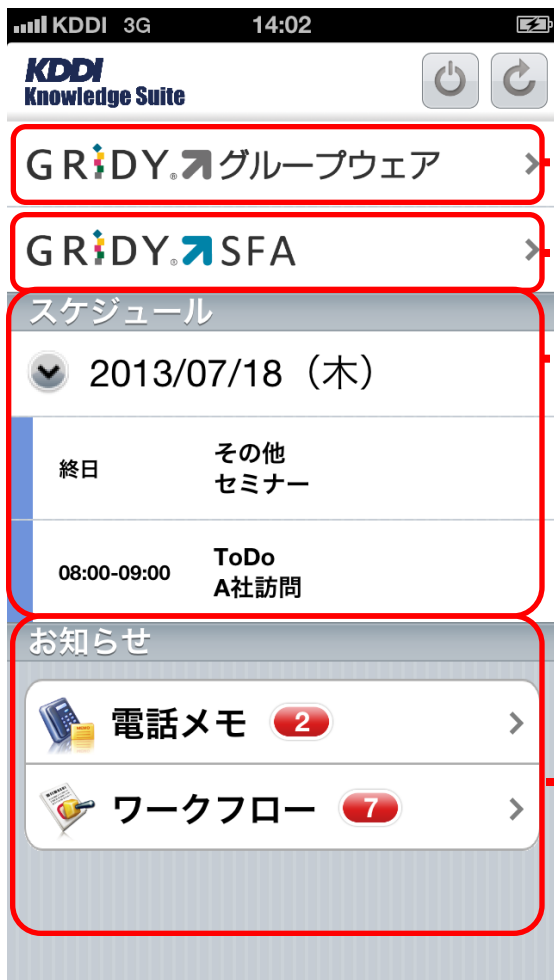 KDDI 3G 14:02
KDDI
Knowledge Suite
GRiDY®グループウェア
GRiDY®SFA
スケジュール
2013/07/18（木）
終日
その他
セミナー
08:00-09:00
ToDo
A社訪問
お知らせ
電話メモ 2
ワークフロー 7